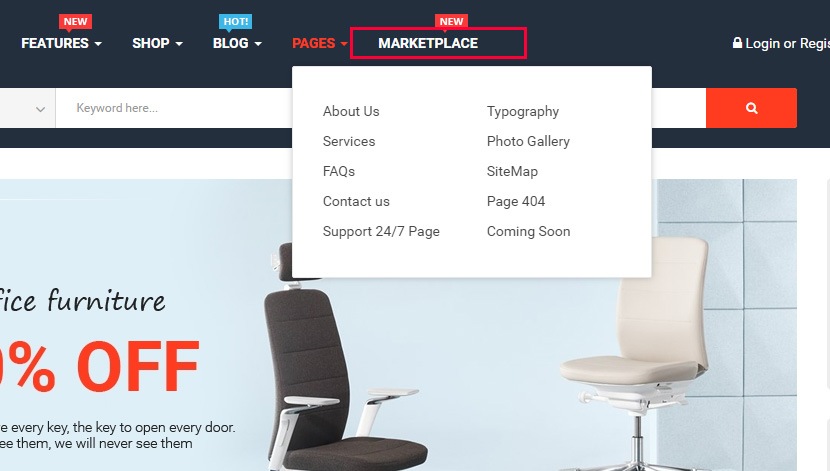 NEW
HOT!
NEW
FEATURES
SHOP
BLOG
PAGES
MARKETPLACE
Login or Regis
Keyword here...
About Us
Typography
Services
Photo Gallery
FAQs
SiteMap
Contact us
Page 404
Support 24/7 Page
Coming Soon
fice furniture
0% OFF
e every key, the key to open every door.
ee them, we will never see them